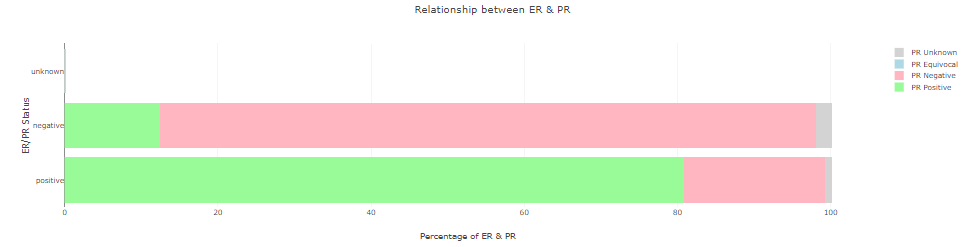 Relationship between ER & PR
PR Unknown
PR Equivocal
PR Negative
PR Positive
ER/PR Status
unknown
negative
positive
0 20 40 60 80 100
Percentage of ER & PR